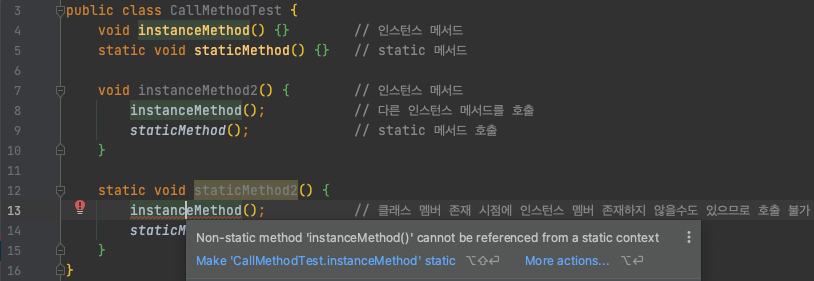 3 public class CallMethodTest {
4 void instanceMethod() {} // 인스턴스 메서드
5 static void staticMethod() {} // static 메서드
6
7 void instanceMethod2() { // 인스턴스 메서드
8 instanceMethod(); // 다른 인스턴스 메서드를 호출
9 staticMethod(); // static 메서드 호출
10 }
11
12 static void staticMethod2() {
13 instanceMethod(); // 클래스 멤버 존재 시점에 인스턴스 멤버 존재하지 않을수도 있으므로 호출 불가
14 staticM
Non-static method 'instanceMethod()' cannot be referenced from a static context
15 }
Make 'CallMethodTest.instanceMethod' static ⌥⇧⏎ More actions... ⌥⏎
16 }